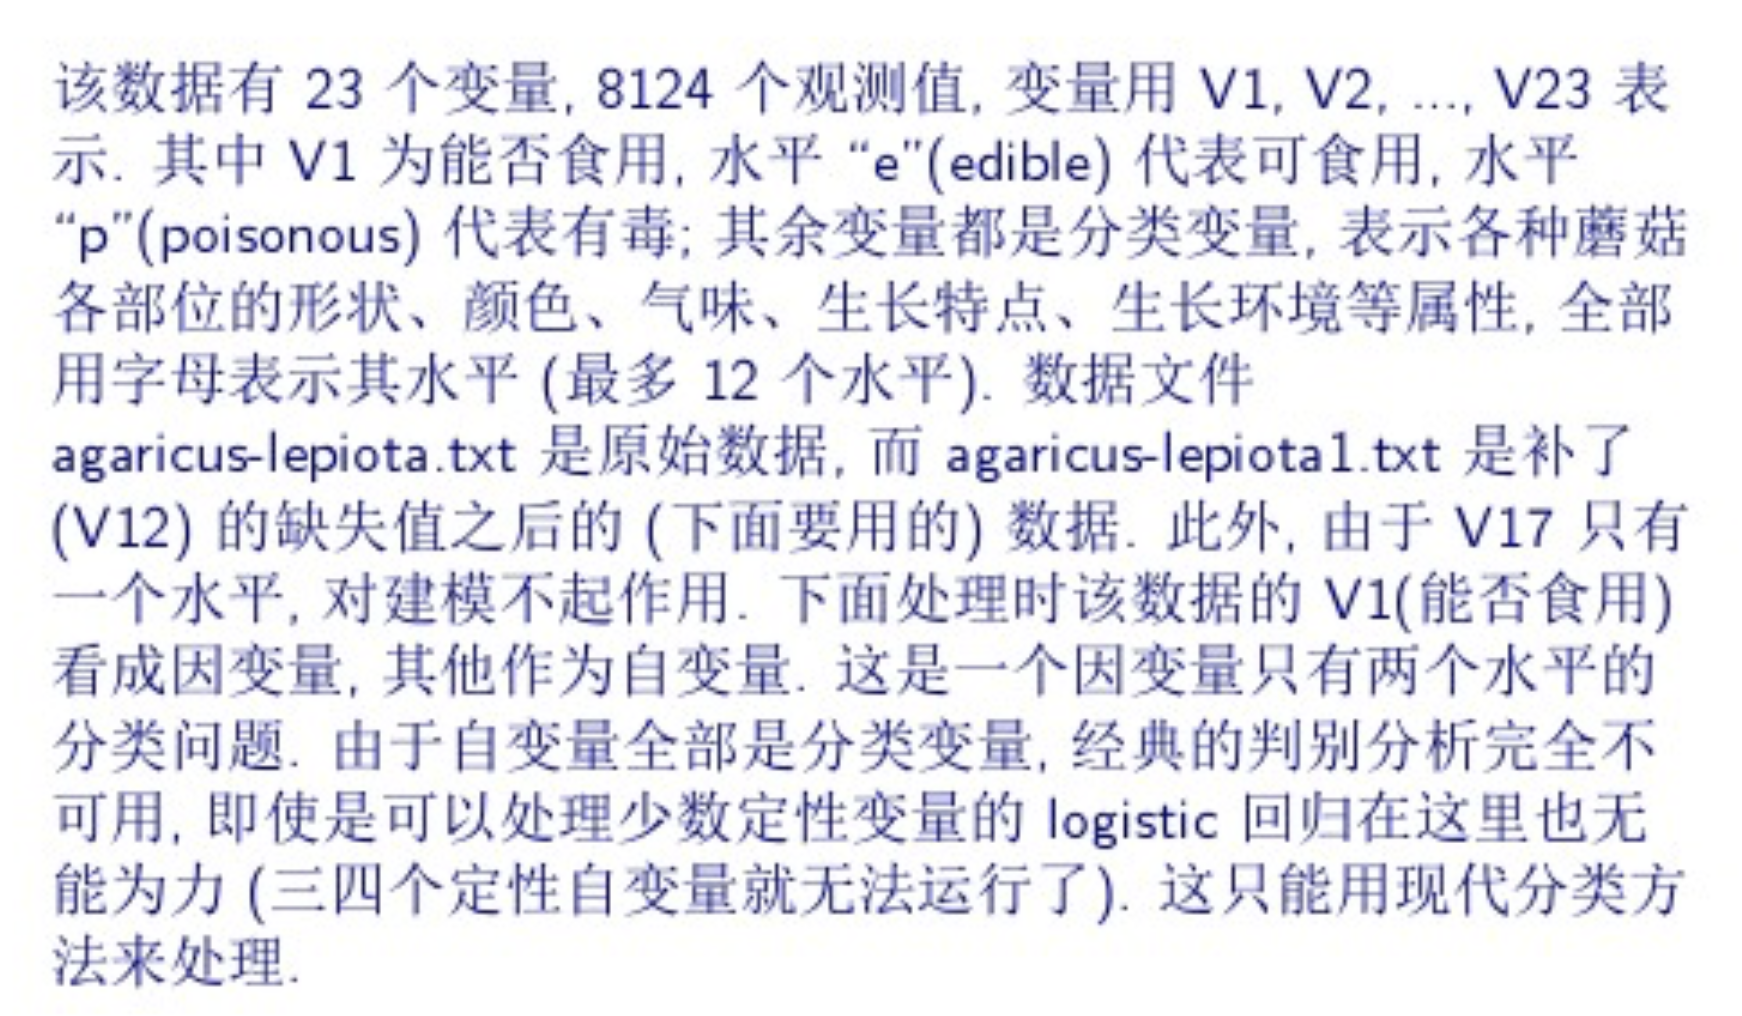 该数据有 23 个变量, 8124 个观测值, 变量用 V1, V2, ..., V23 表
示. 其中 V1 为能否食用, 水平 “e”(edible) 代表可食用, 水平
“p”(poisonous) 代表有毒; 其余变量都是分类变量, 表示各种蘑菇
各部位的形状、颜色、气味、生长特点、生长环境等属性, 全部
用字母表示其水平 (最多 12 个水平). 数据文件
agaricus-lepiota.txt 是原始数据, 而 agaricus-lepiota1.txt 是补了
(V12) 的缺失值之后的 (下面要用的) 数据. 此外, 由于 V17 只有
一个水平, 对建模不起作用. 下面处理时该数据的 V1(能否食用)
看成因变量, 其他作为自变量. 这是一个因变量只有两个水平的
分类问题. 由于自变量全部是分类变量, 经典的判别分析完全不
可用, 即使是可以处理少数定性变量的 logistic 回归在这里也无
能为力 (三四个定性自变量就无法运行了). 这只能用现代分类方
法来处理.